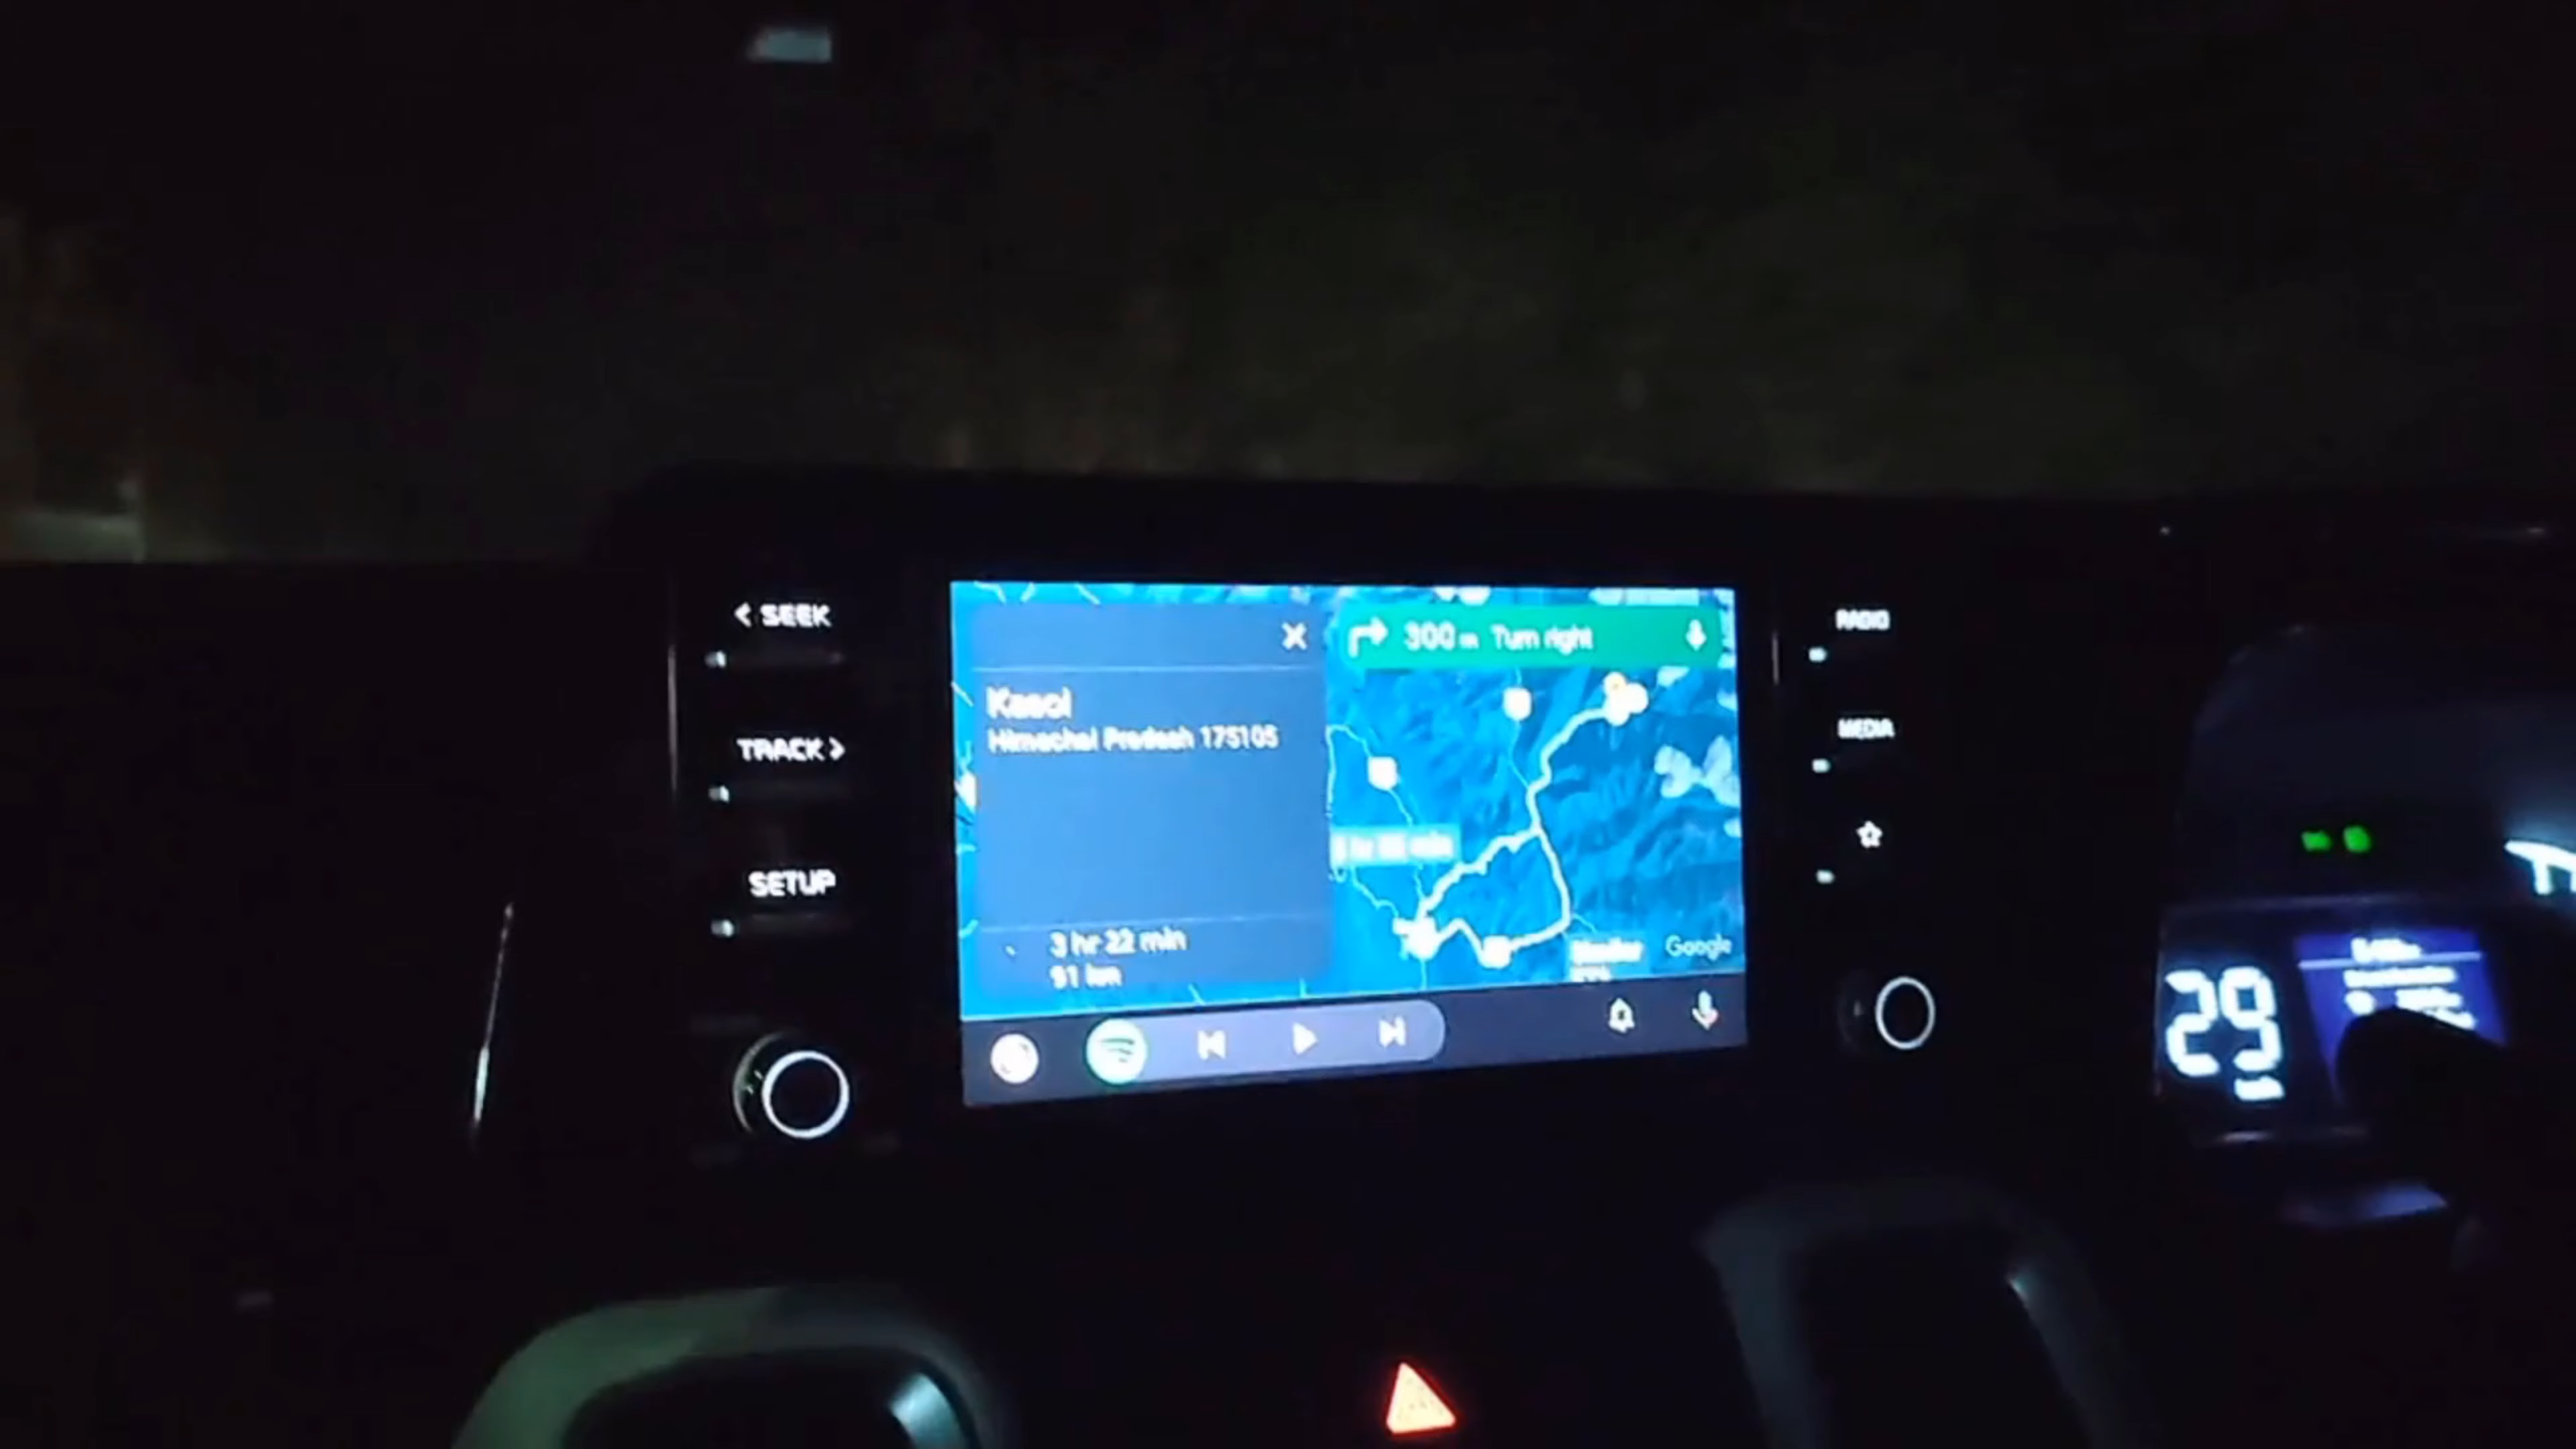 < SEEK
TRACK >
SETUP
Kasol
Himachal Pradesh 175105
3 hr 22 min
91 km
300 m Turn right
Google
RADIO
MEDIA
29